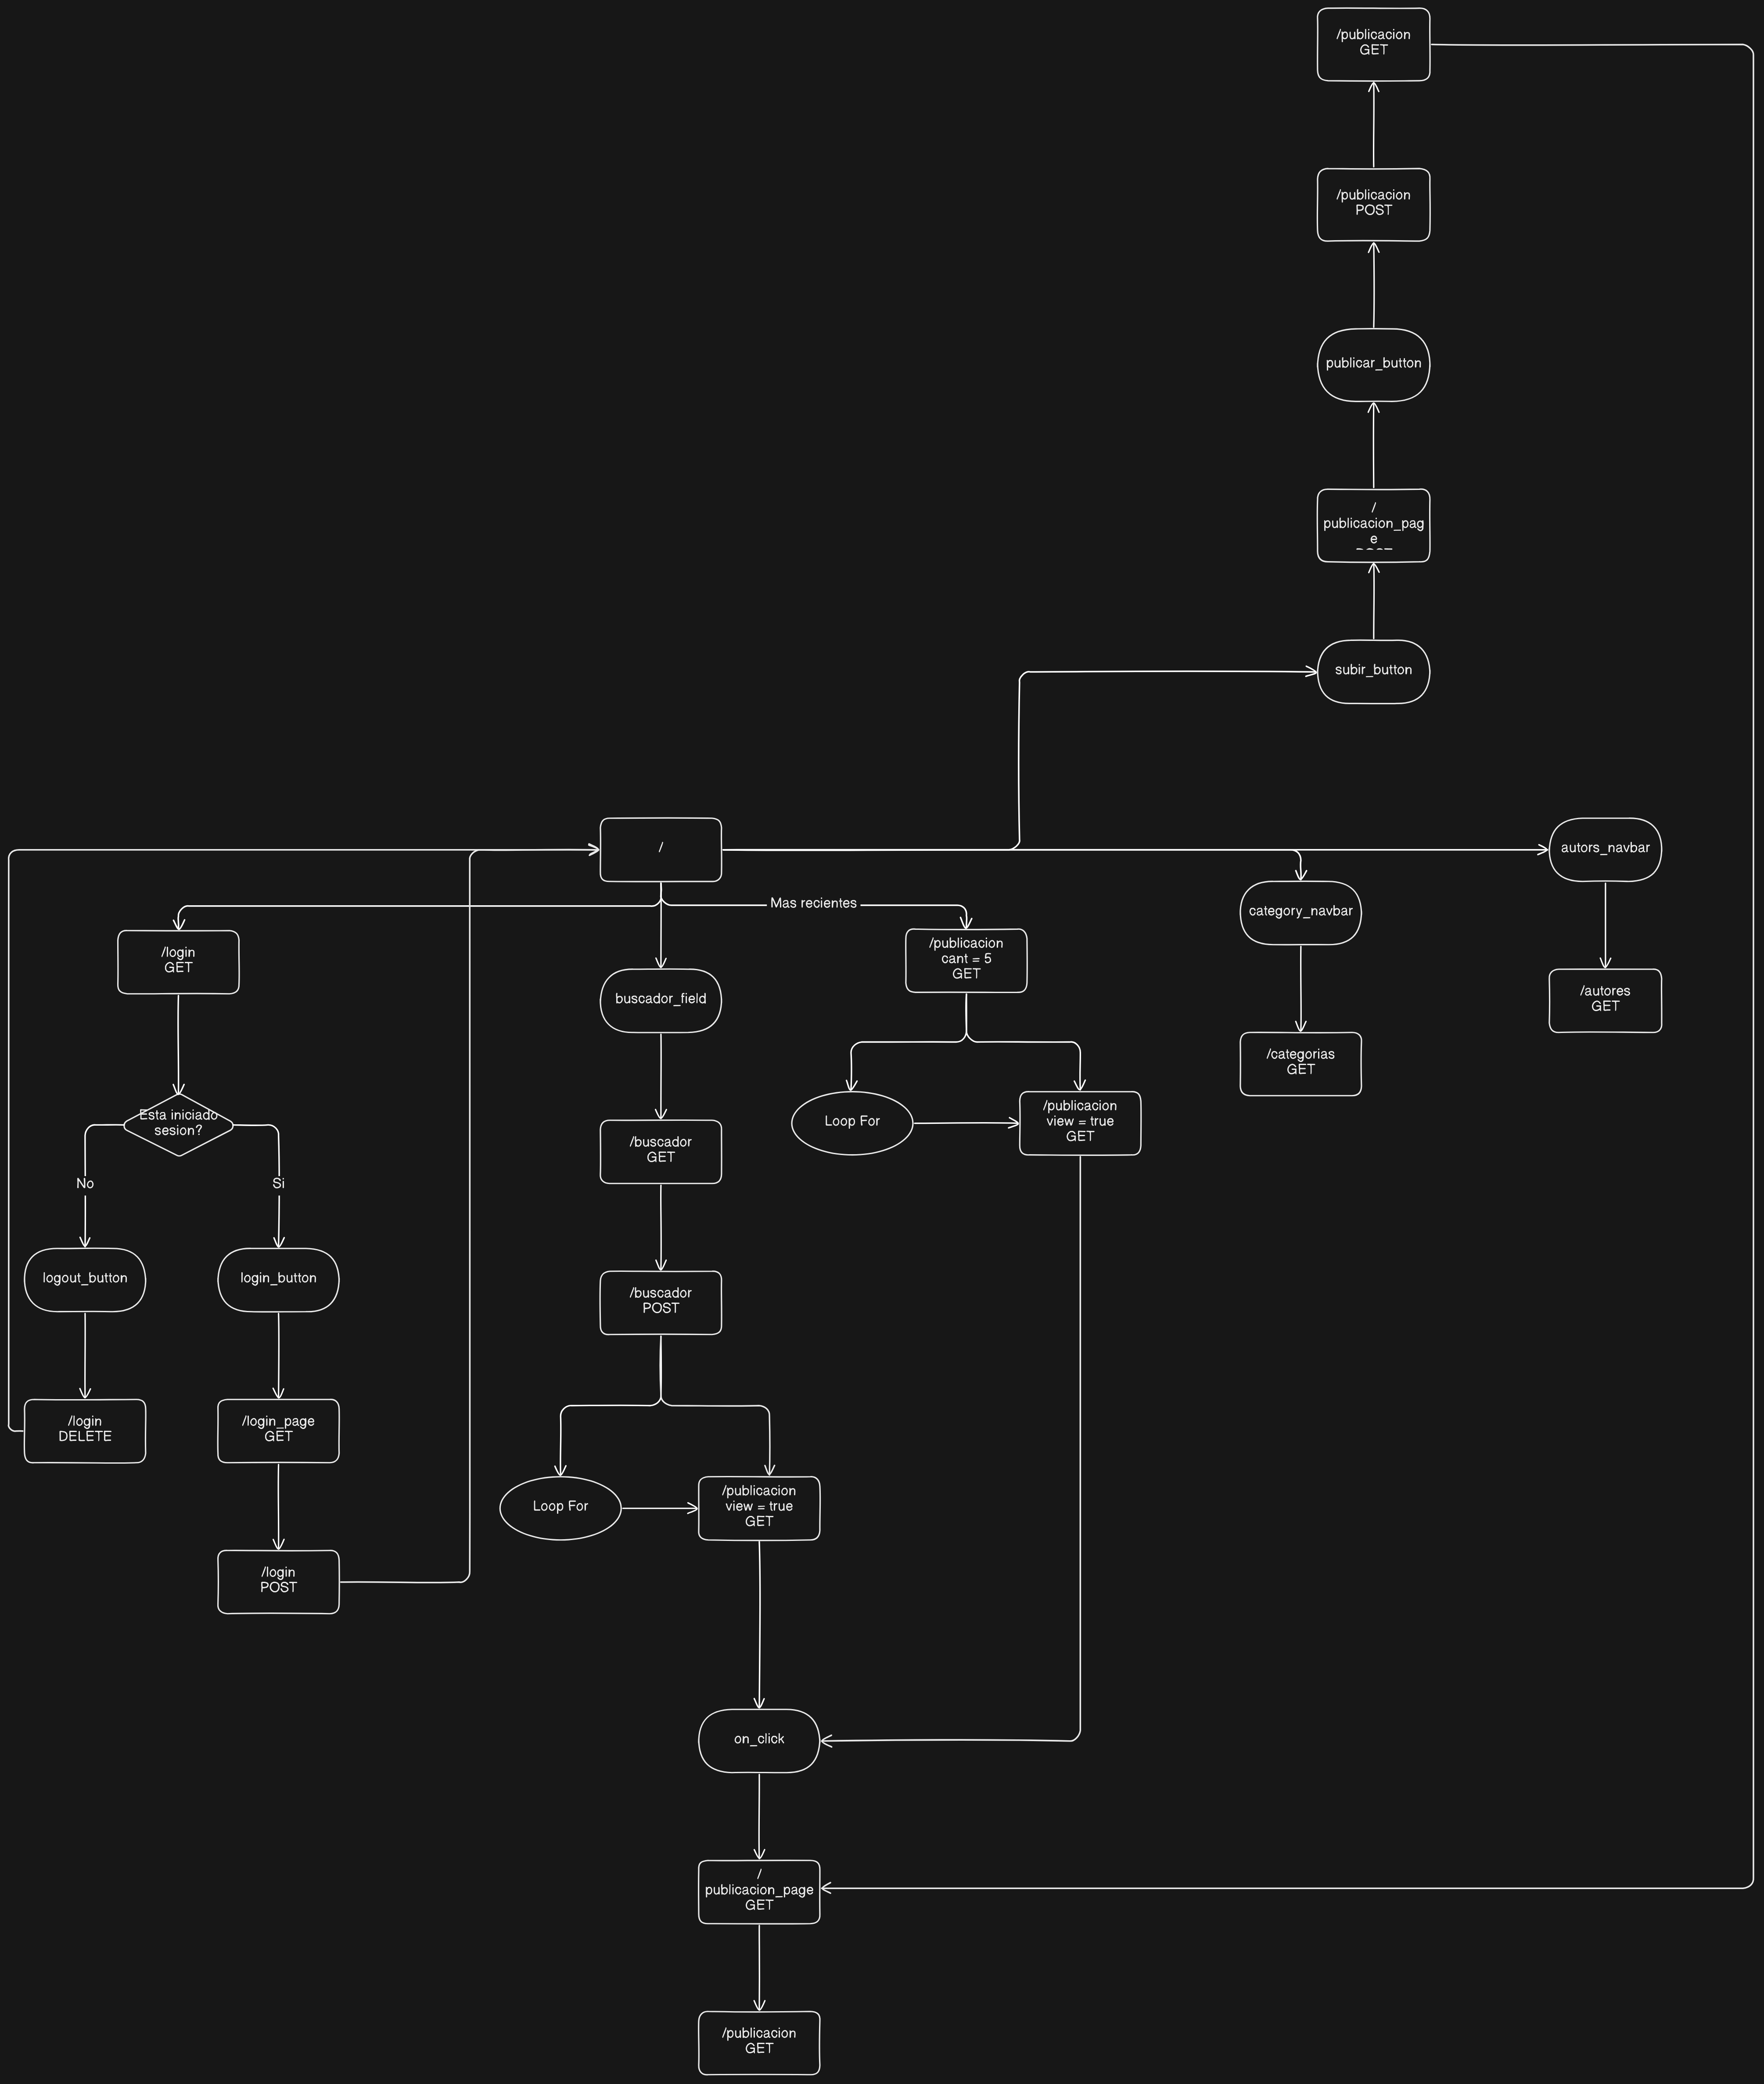 /publicacion
GET
/publicacion
POST
publicar_button
/
publicacion_pag
e
subir_button
/
autors_navbar
Mas recientes
category_navbar
/login
GET
/publicacion
cant = 5
GET
buscador_field
/autores
GET
/categorias
GET
Esta iniciado
sesion?
Loop For
/publicacion
view = true
GET
/buscador
GET
No
Si
logout_button
login_button
/buscador
POST
/login
DELETE
/login_page
GET
Loop For
/publicacion
view = true
GET
/login
POST
on_click
/
publicacion_page
GET
/publicacion
GET